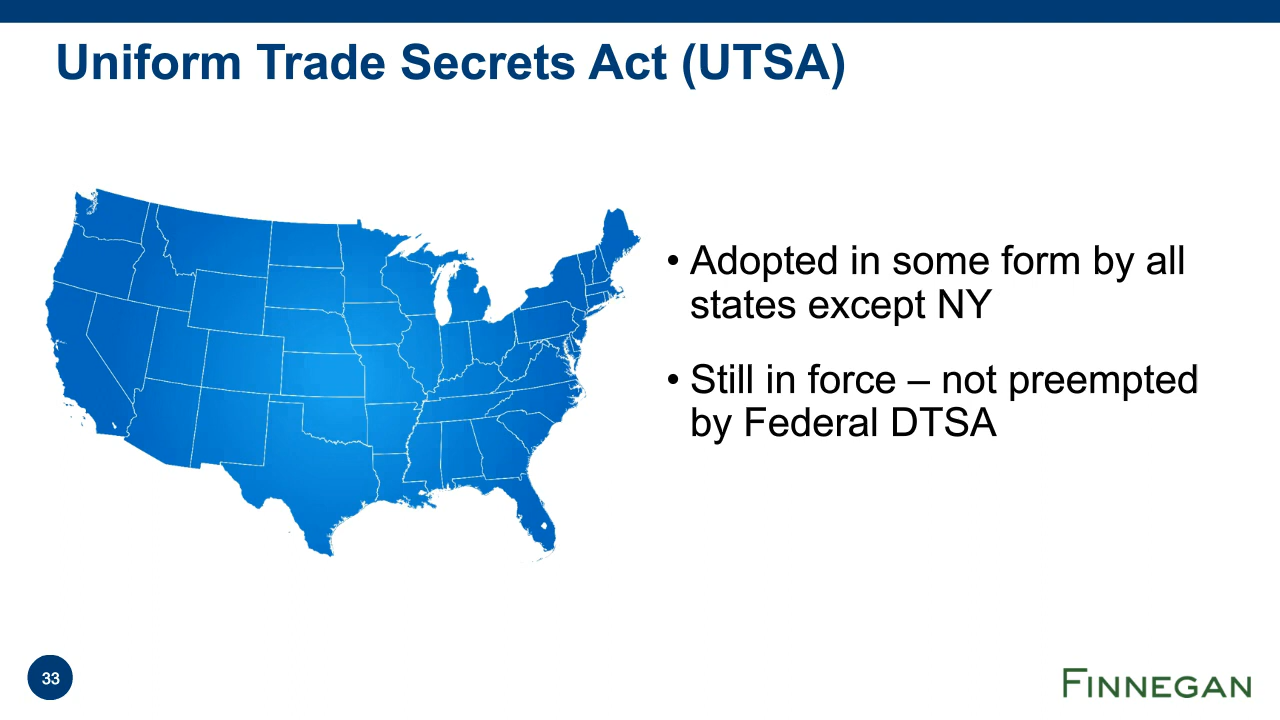 Uniform Trade Secrets Act (UTSA)
• Adopted in some form by all
states except NY
• Still in force – not preempted
by Federal DTSA
33
FINNEGAN